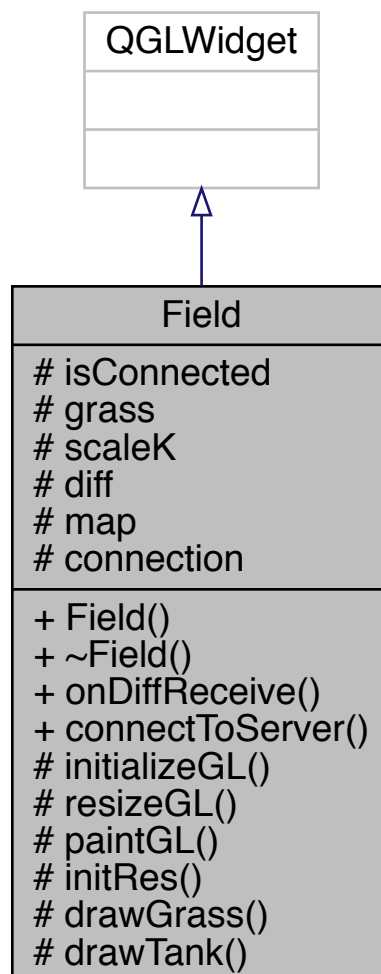 QGLWidget
Field
# isConnected
# grass
# scaleK
# diff
# map
# connection
+ Field()
+ ~Field()
+ onDiffReceive()
+ connectToServer()
# initializeGL()
# resizeGL()
# paintGL()
# initRes()
# drawGrass()
# drawTank()